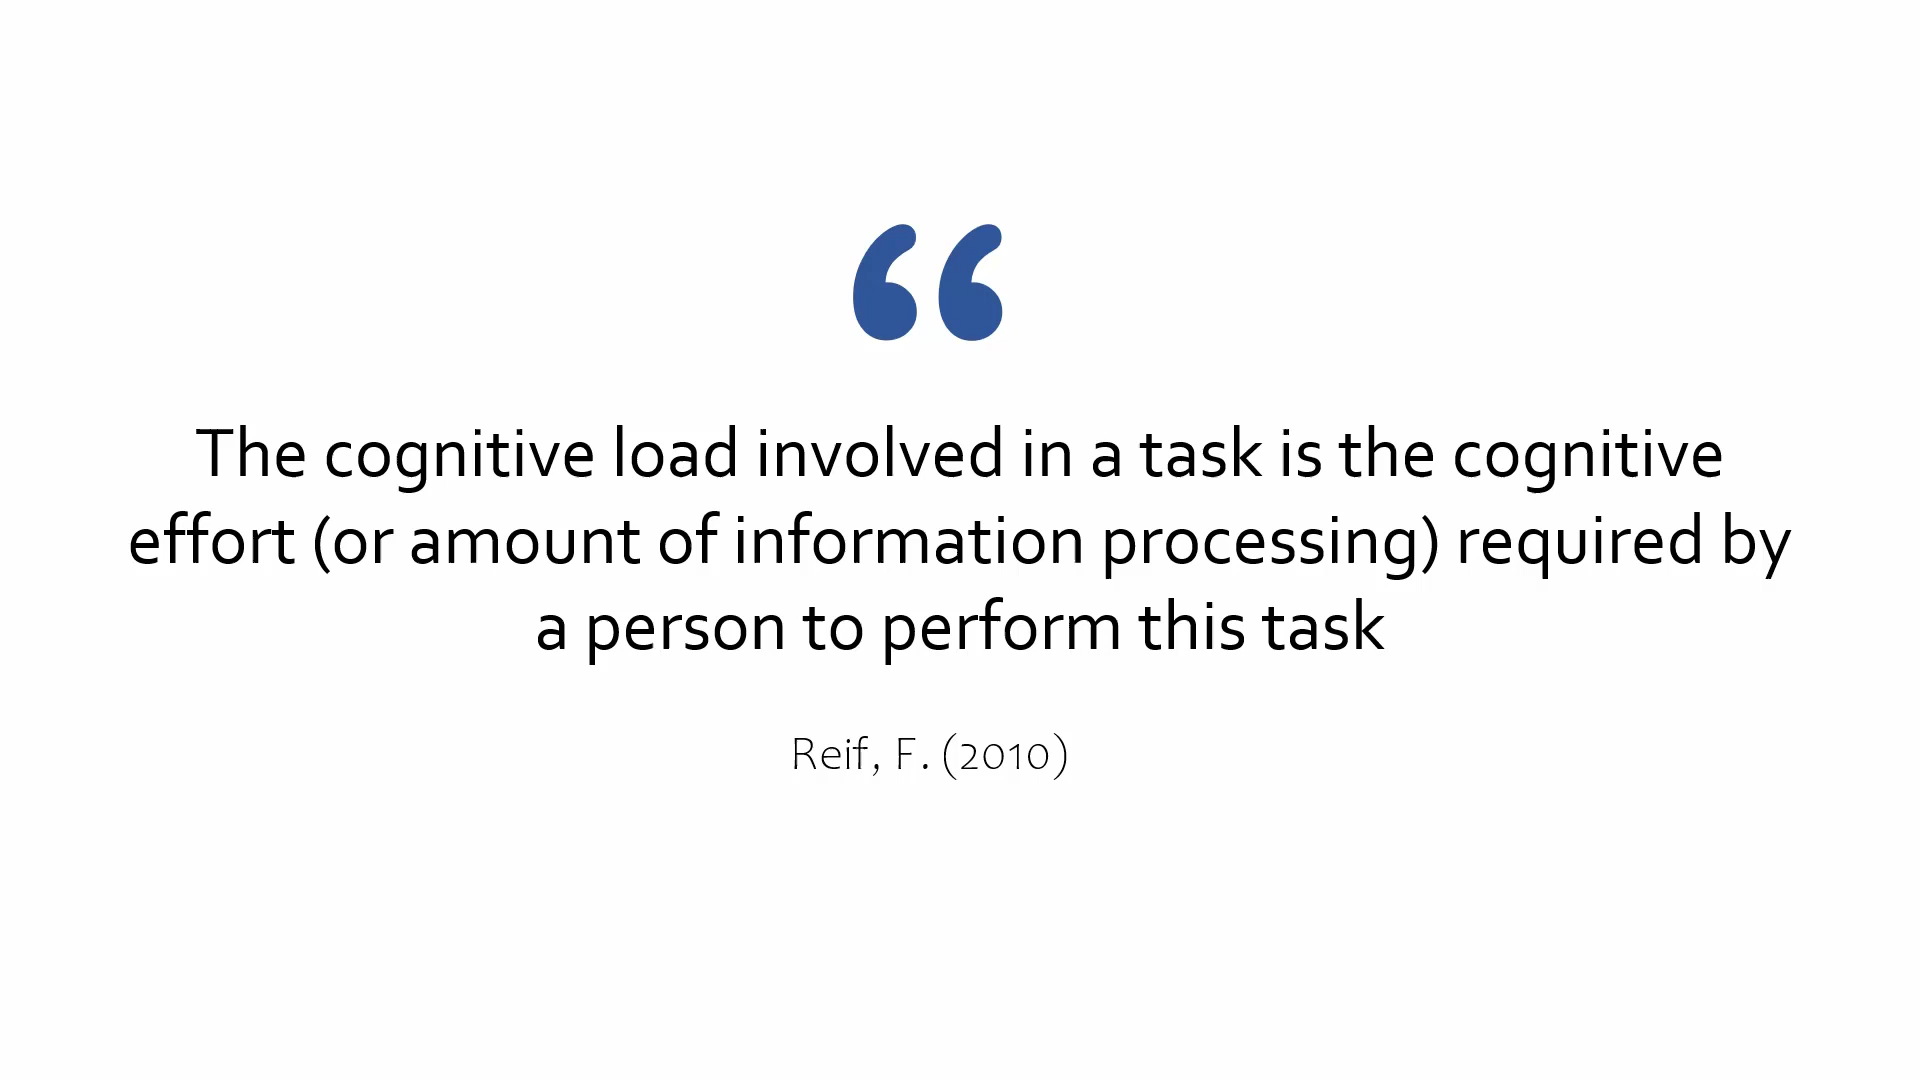 “
The cognitive load involved in a task is the cognitive
effort (or amount of information processing) required by
a person to perform this task
Reif, F. (2010)